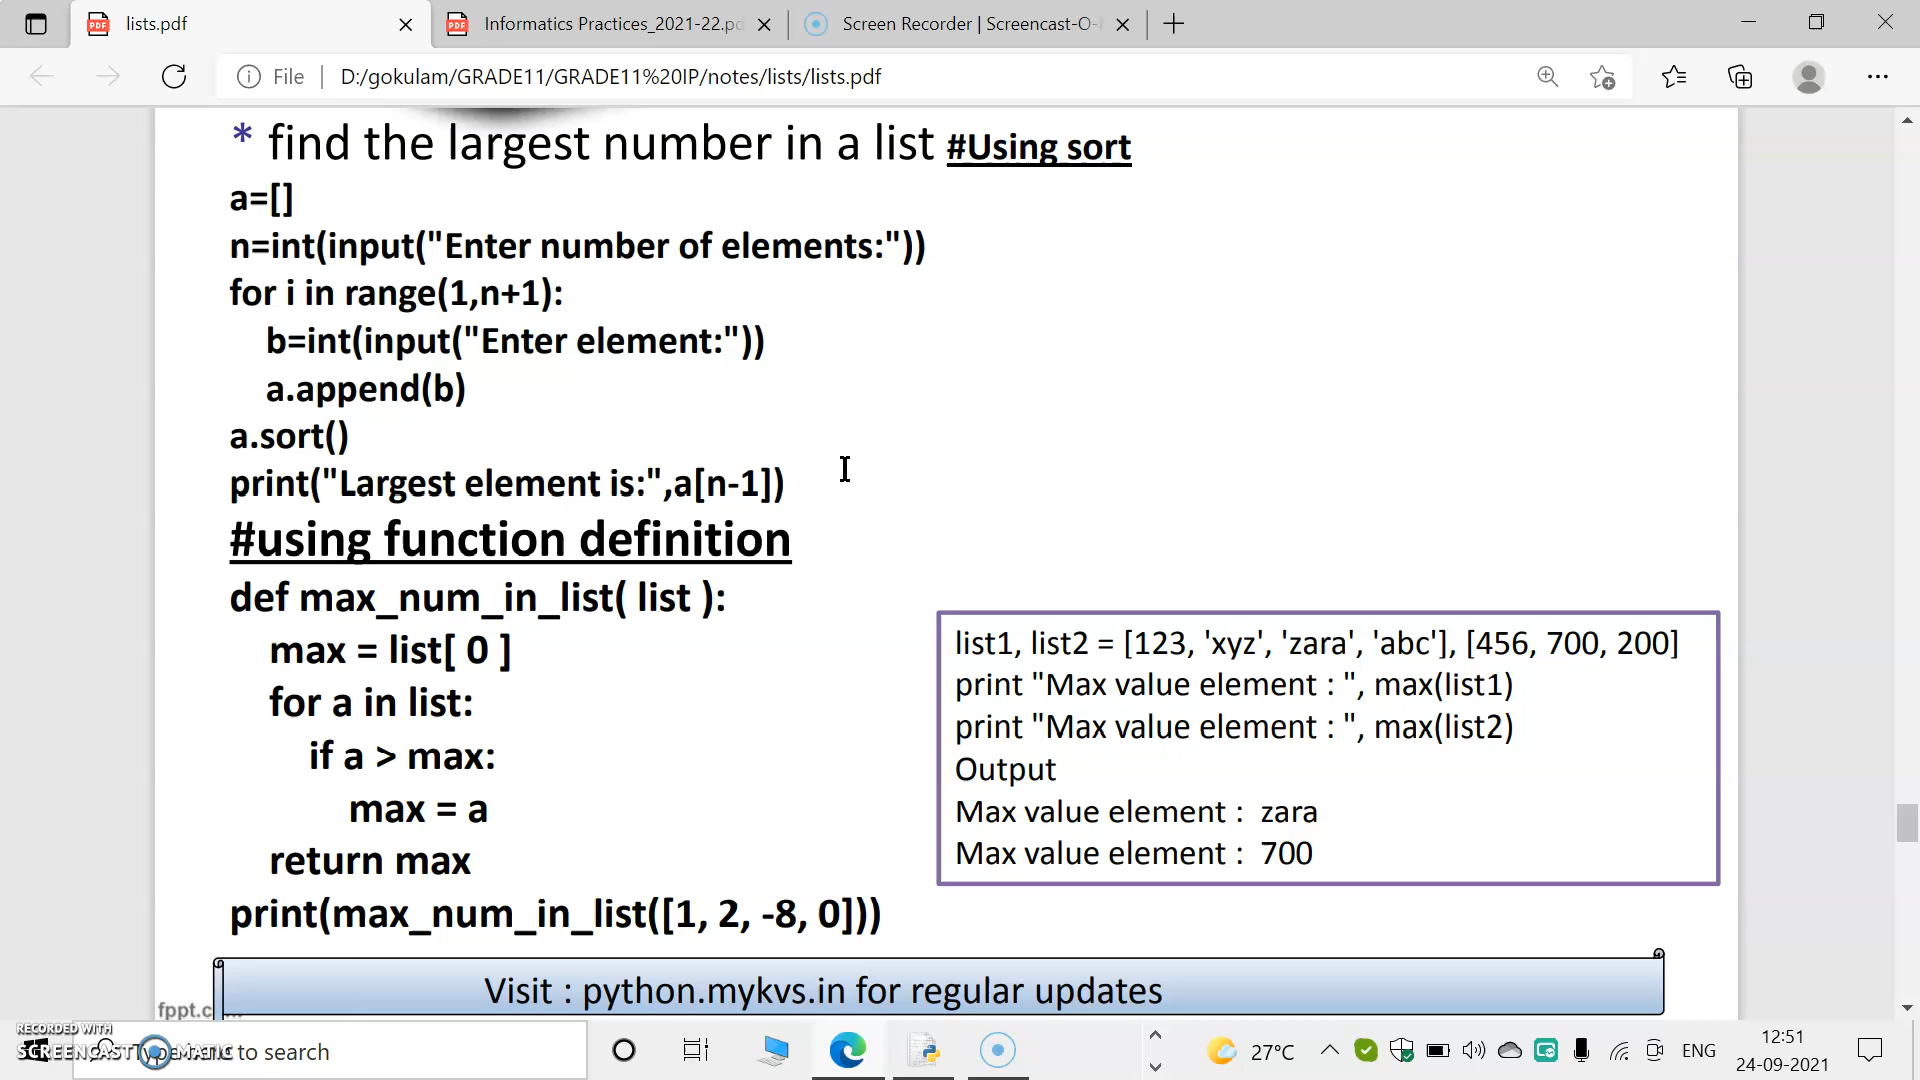 lists.pdf
Informatics Practices_2021-22.pd
Screen Recorder | Screencast-O-
File
D:/gokulam/GRADE11/GRADE11%20IP/notes/lists/lists.pdf
* find the largest number in a list #Using sort
a=[]
n=int(input("Enter number of elements:"))
for i in range(1,n+1):
    b=int(input("Enter element:"))
    a.append(b)
a.sort()
print("Largest element is:",a[n-1])
#using function definition
def max_num_in_list( list ):
    max = list[ 0 ]
    for a in list:
        if a > max:
            max = a
    return max
print(max_num_in_list([1, 2, -8, 0]))
list1, list2 = [123, 'xyz', 'zara', 'abc'], [456, 700, 200]
print "Max value element : ", max(list1)
print "Max value element : ", max(list2)
Output
Max value element :  zara
Max value element :  700
Visit : python.mykvs.in for regular updates
fppt.c
RECORDED WITH
SCREENCAST MATIC
to search
27°C
ENG
12:51
24-09-2021